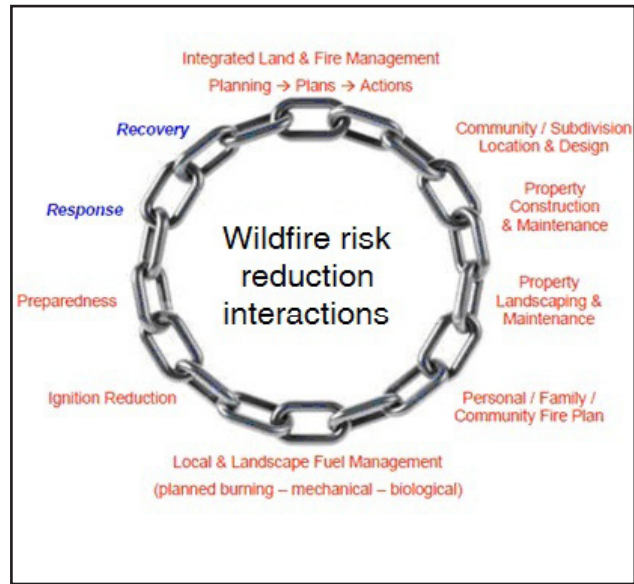 Integrated Land & Fire Management
Planning → Plans → Actions
Community / Subdivision
Location & Design
Property
Construction
& Maintenance
Property
Landscaping &
Maintenance
Personal / Family /
Community Fire Plan
Local & Landscape Fuel Management
(planned burning – mechanical – biological)
Ignition Reduction
Preparedness
Response
Recovery
Wildfire risk
reduction
interactions